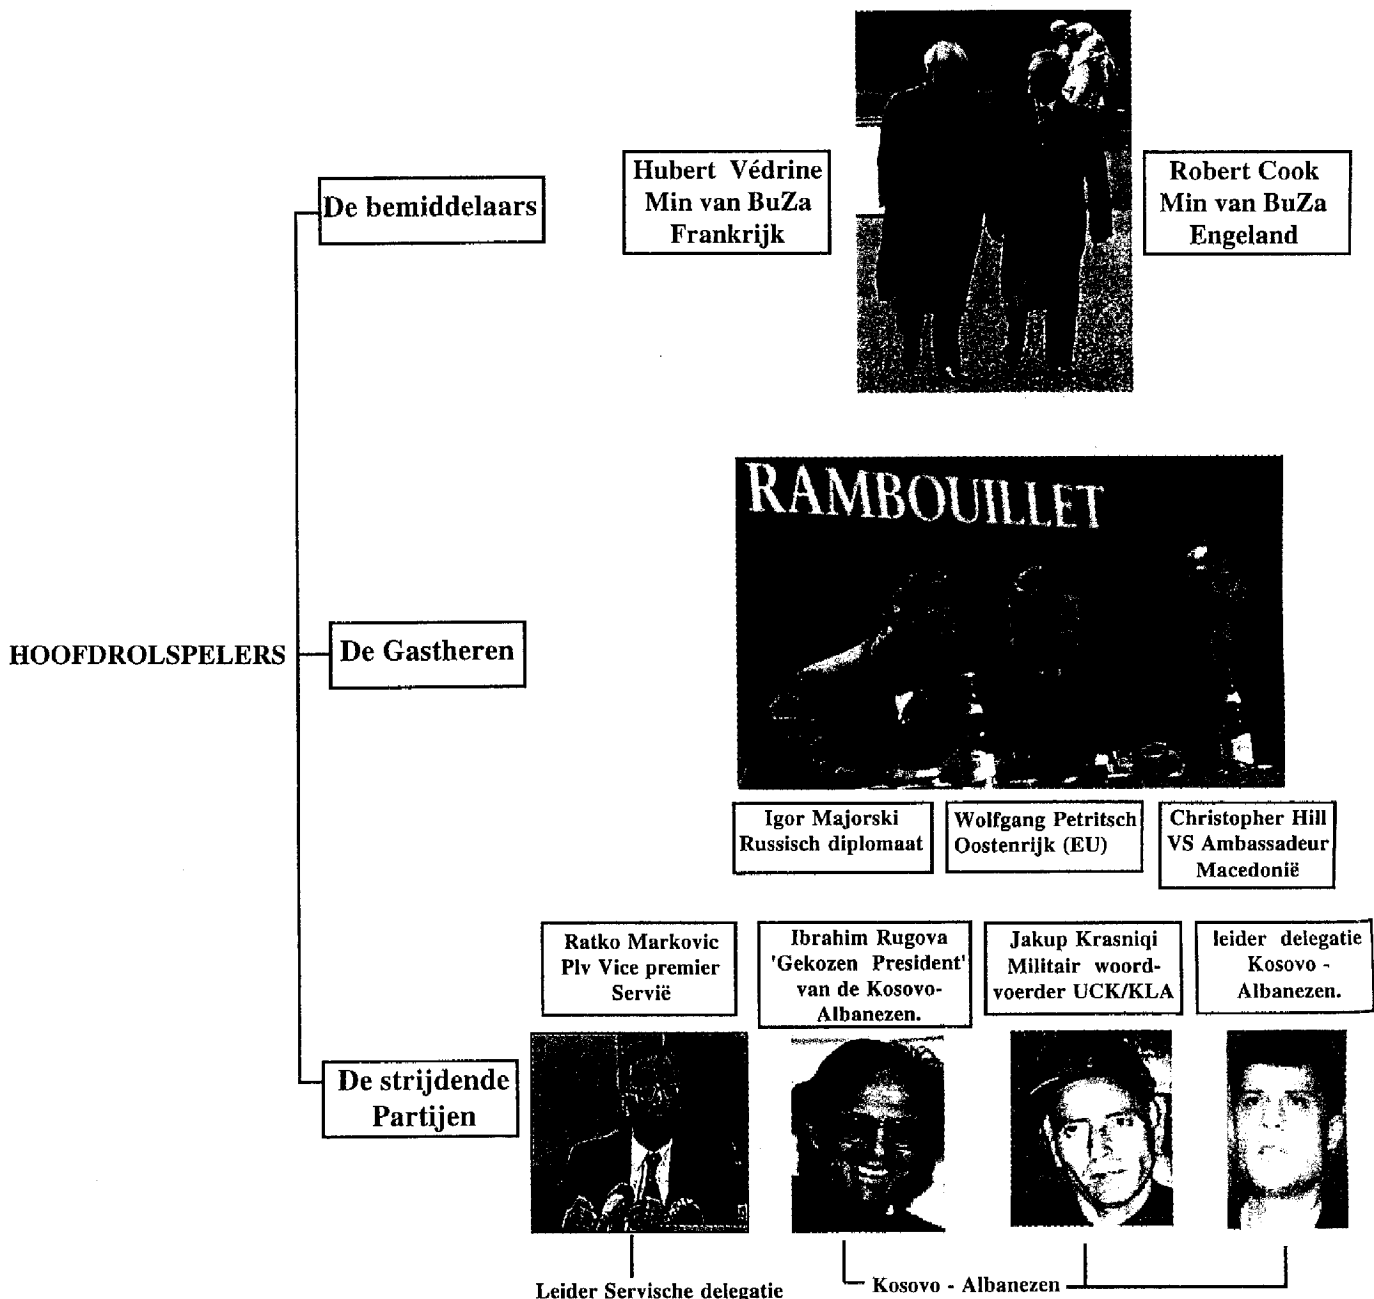 De bemiddelaars
Hubert Védrine
Min van BuZa
Frankrijk
Robert Cook
Min van BuZa
Engeland
RAMBOUILLET
HOOFDROLSPELERS
De Gastheren
Igor Majorski
Russisch diplomaat
Wolfgang Petritsch
Oostenrijk (EU)
Christopher Hill
VS Ambassadeur
Macedonië
Ratko Markovic
Plv Vice premier
Servië
Ibrahim Rugova
'Gekozen President'
van de Kosovo-
Albanezen.
Jakup Krasniqi
Militair woord-
voerder UCK/KLA
leider delegatie
Kosovo -
Albanezen.
De strijdende
Partijen
Leider Servische delegatie
Kosovo - Albanezen